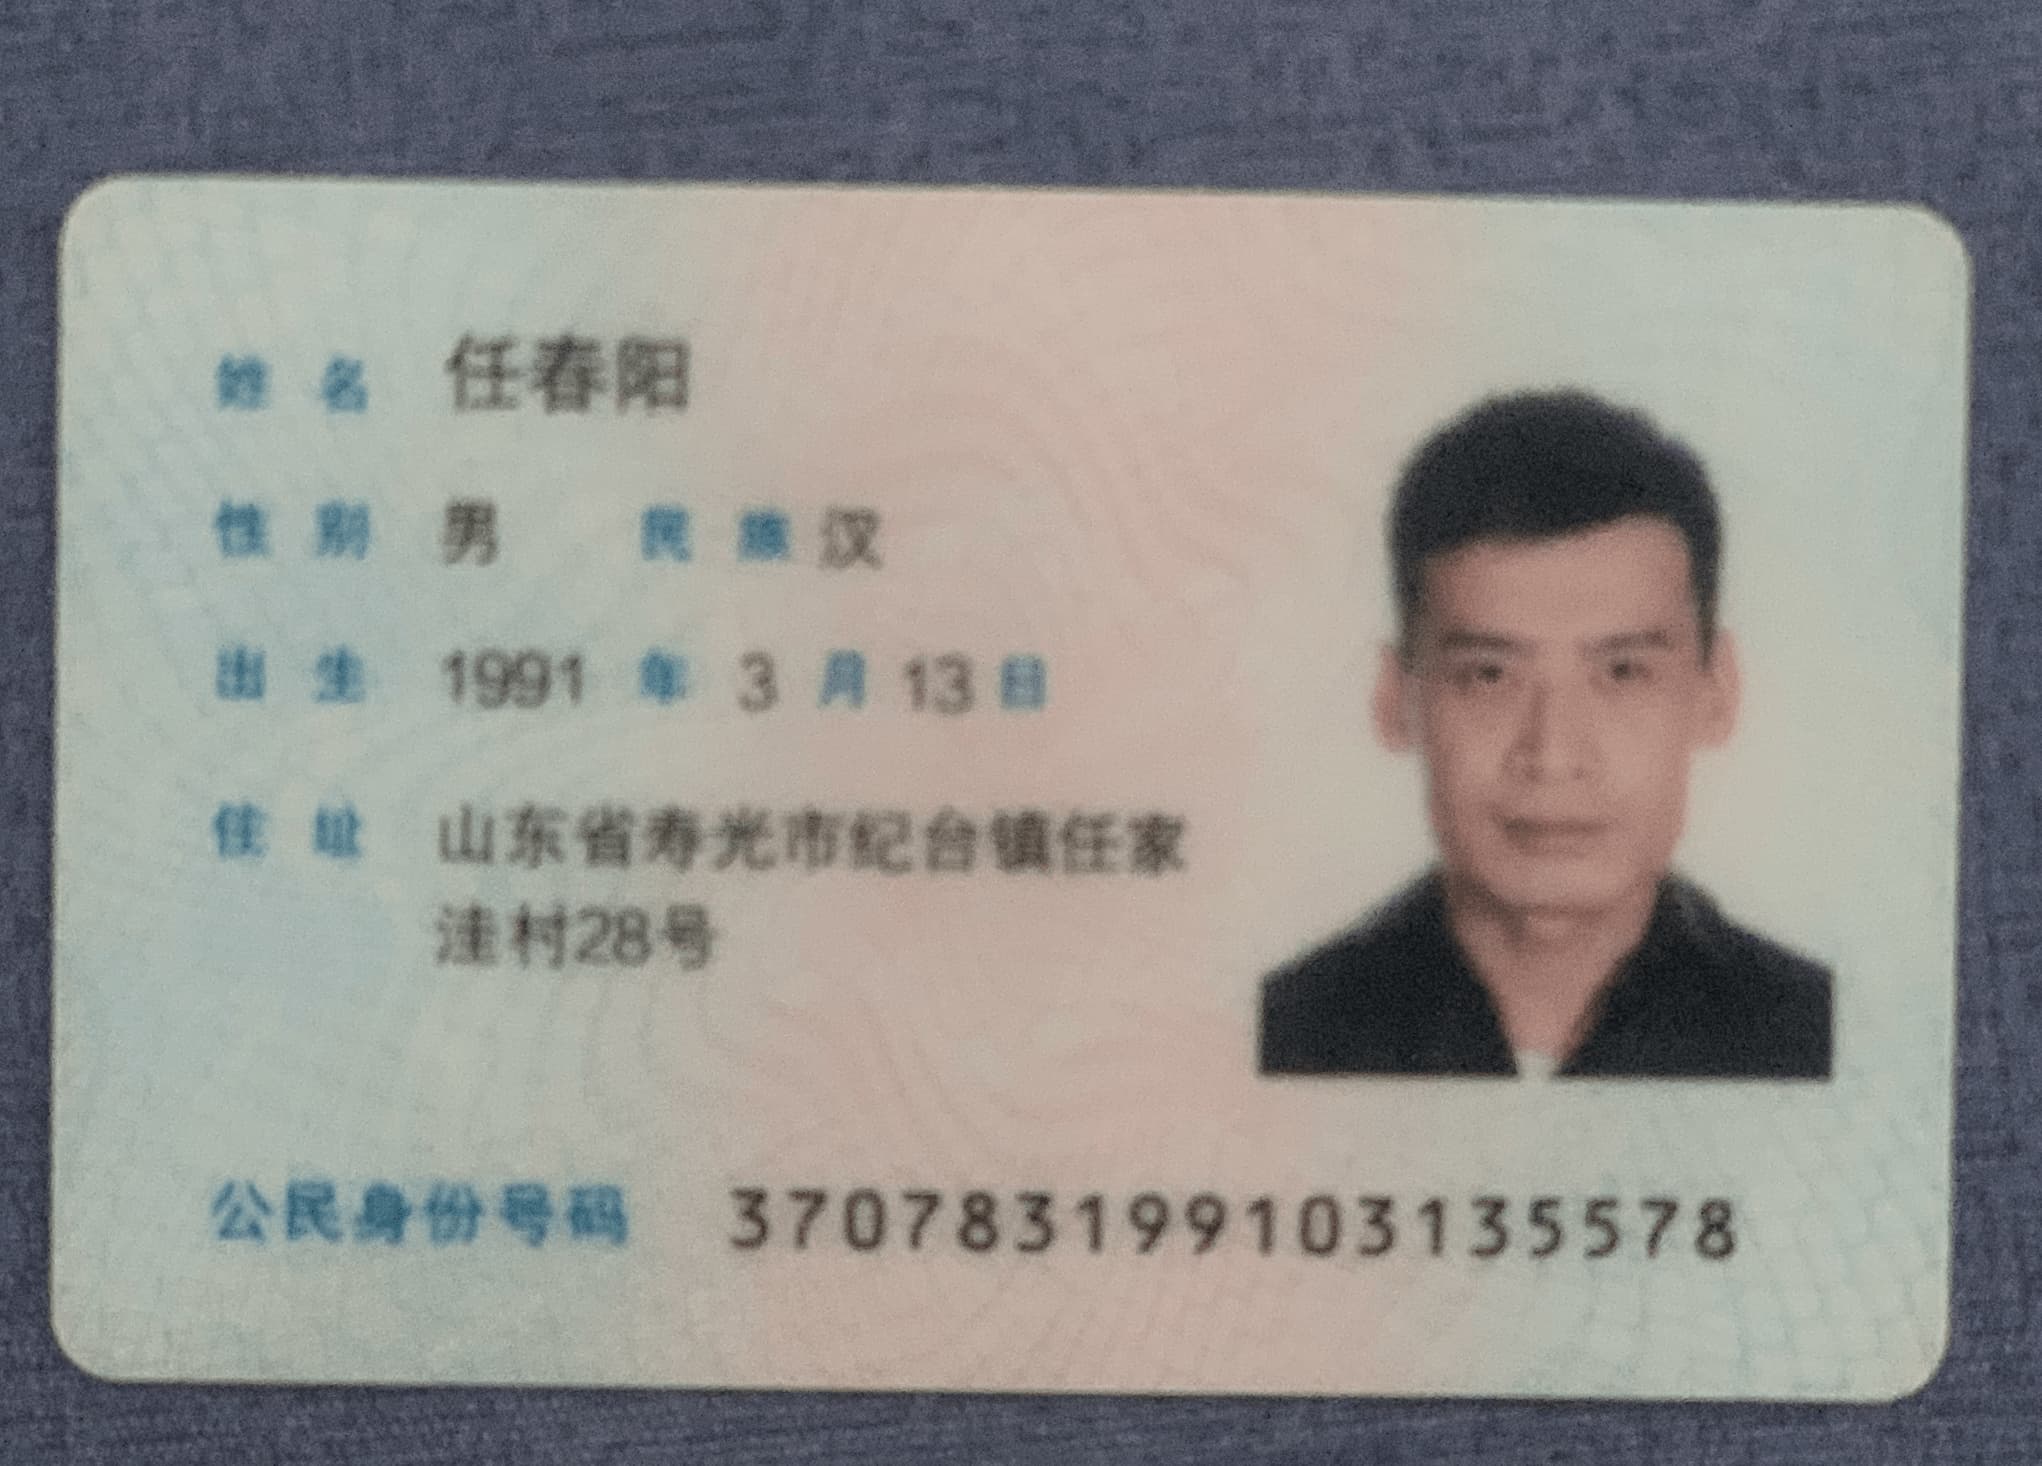 姓名 任春阳
性别 男 民族 汉
出生 1991 年 3 月 13 日
住址 山东省寿光市纪台镇任家
洼村28号
公民身份号码 370783199103135578